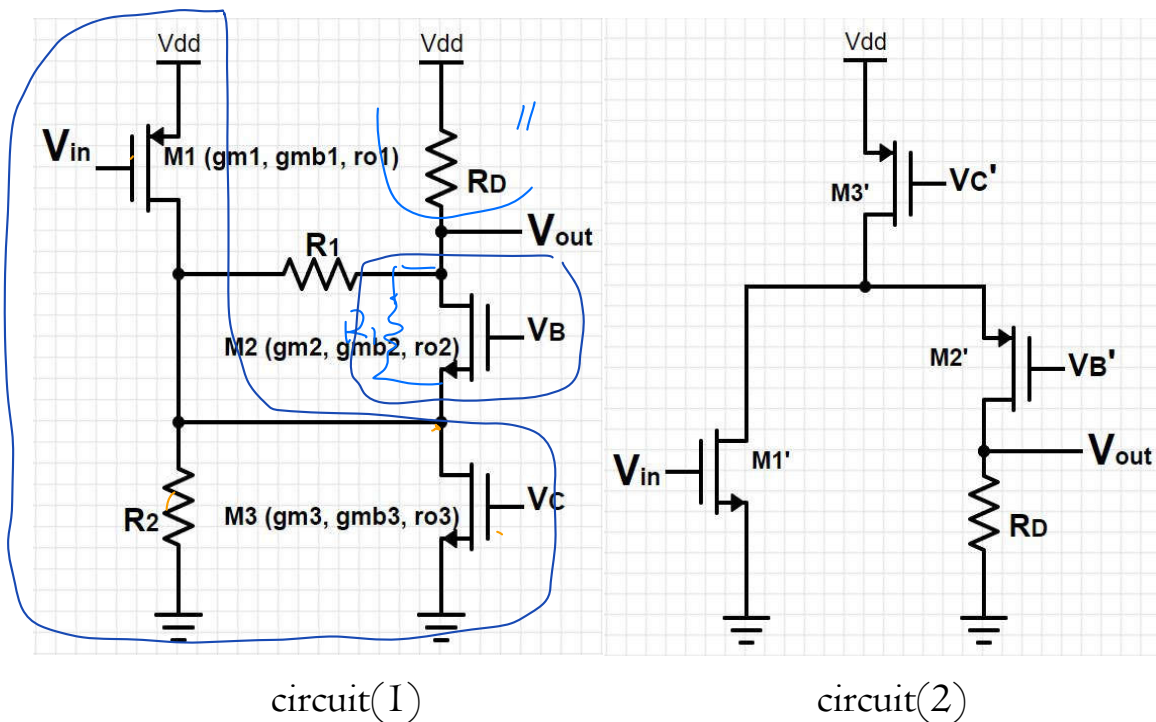 Vdd
Vin
M1 (gm1, gmb1, ro1)
Vdd
//
RD
Vout
R1
R1
VB
M2 (gm2, gmb2, ro2)
R2
VC
M3 (gm3, gmb3, ro3)
circuit(1)
Vdd
M3'
VC'
M2'
VB'
Vin
M1'
Vout
RD
circuit(2)